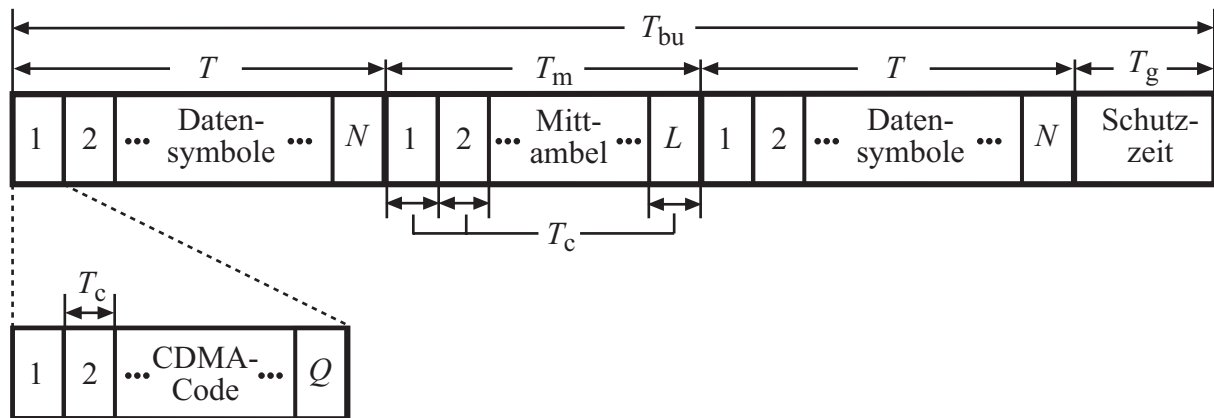 T_bu
T T_m T T_g
1 2 ••• Daten- ••• N 1 2 ••• Mitt- ••• L 1 2 ••• Daten- ••• N Schutz-
symbole ambel symbole zeit
T_c
T_c
1 2 ••• CDMA- ••• Q
Code